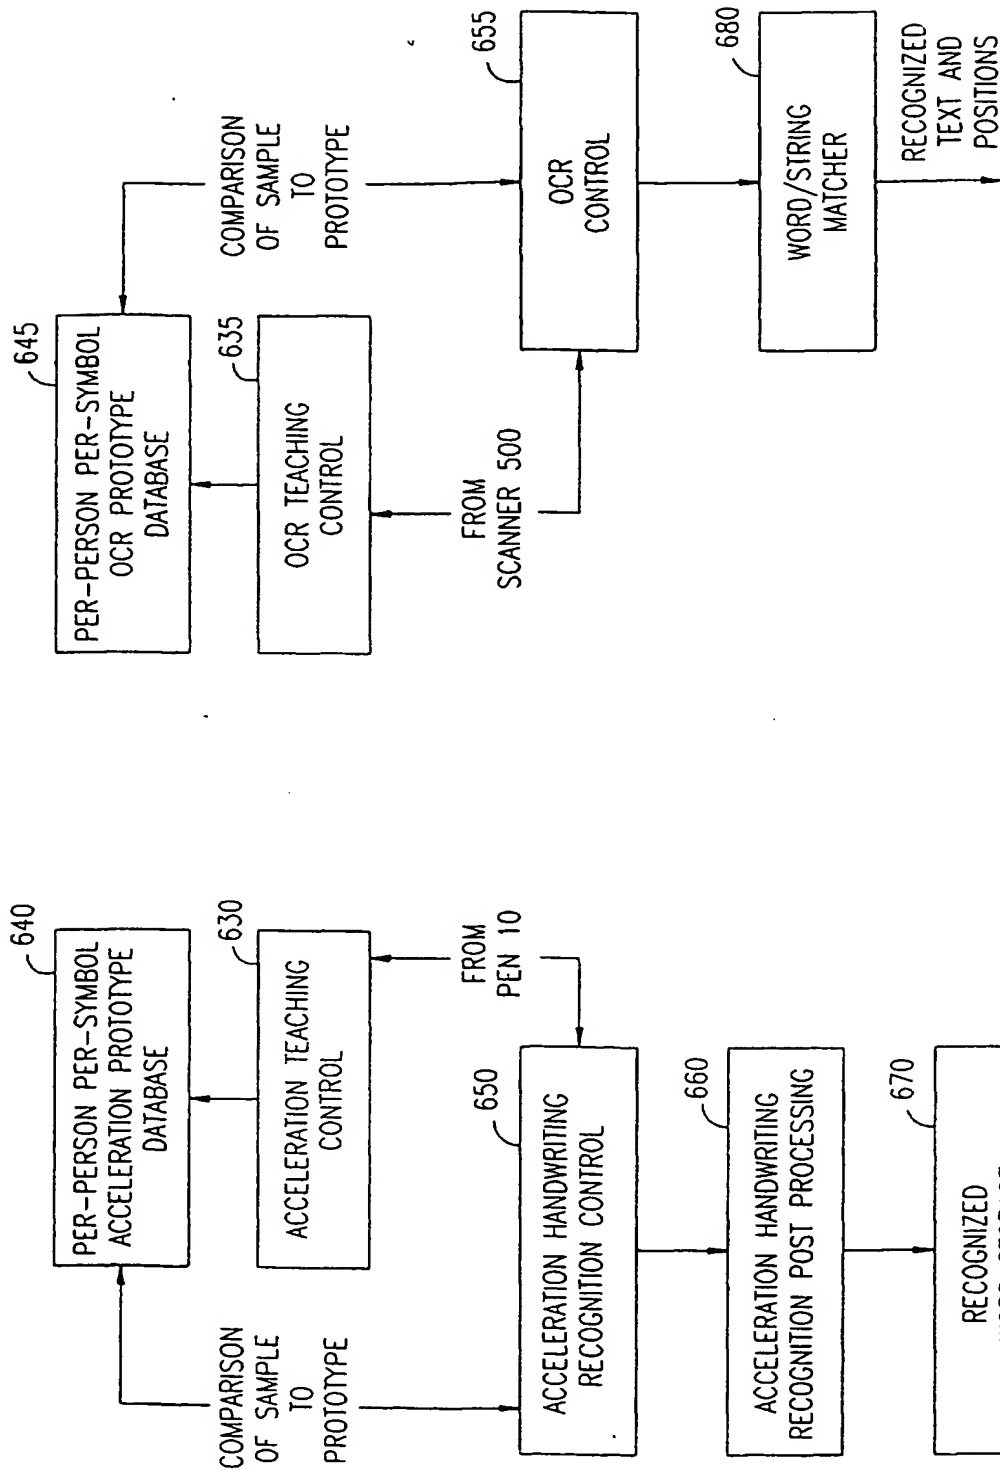 645
PER-PERSON PER-SYMBOL
OCR PROTOTYPE
DATABASE
COMPARISON
OF SAMPLE
TO
PROTOTYPE
635
OCR TEACHING
CONTROL
FROM
SCANNER 500
655
OCR
CONTROL
680
WORD/STRING
MATCHER
RECOGNIZED
TEXT AND
POSITIONS
640
PER-PERSON PER-SYMBOL
ACCELERATION PROTOTYPE
DATABASE
630
ACCELERATION TEACHING
CONTROL
FROM
PEN 10
COMPARISON
OF SAMPLE
TO
PROTOTYPE
650
ACCELERATION HANDWRITING
RECOGNITION CONTROL
660
ACCELERATION HANDWRITING
RECOGNITION POST PROCESSING
670
RECOGNIZED